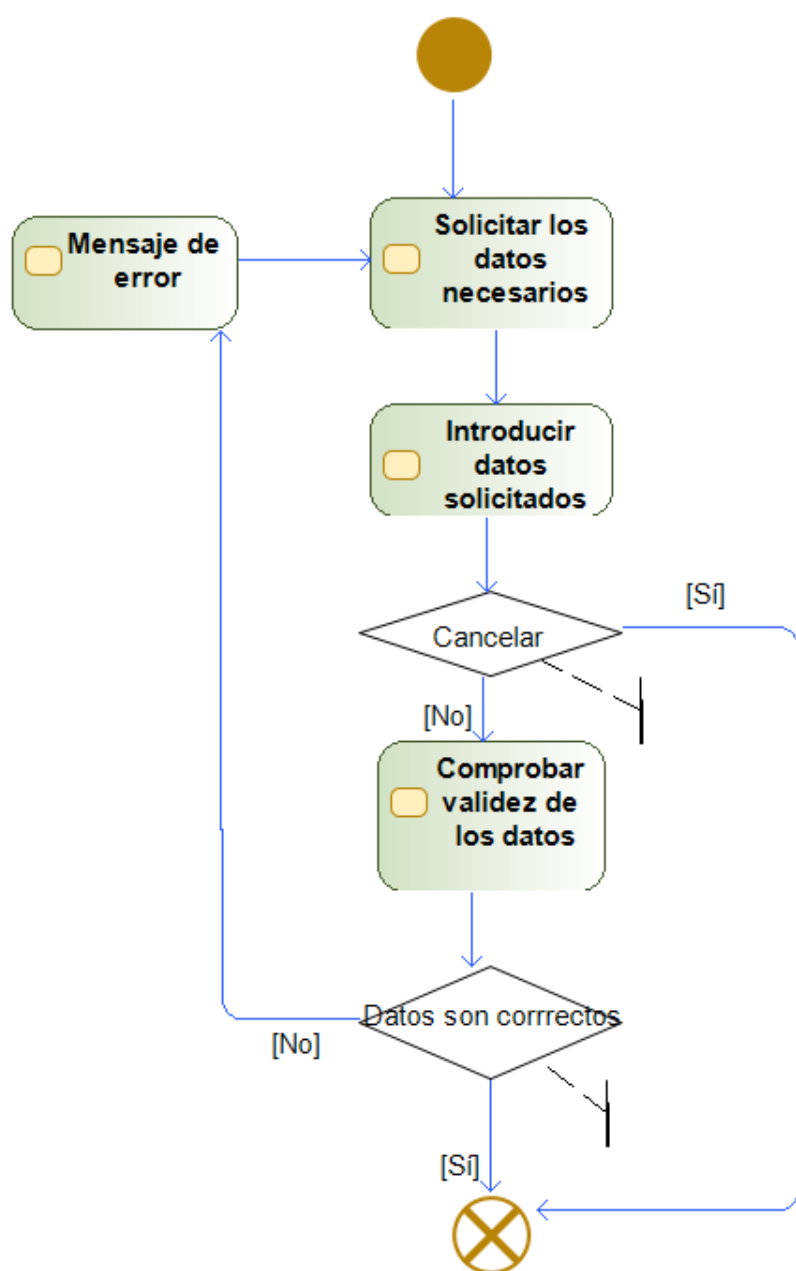 Mensaje de
error
Solicitar los
datos
necesarios
Introducir
datos
solicitados
[Sí]
Cancelar
[No]
Comprobar
validez de
los datos
Datos son corrrectos
[No]
[Sí]